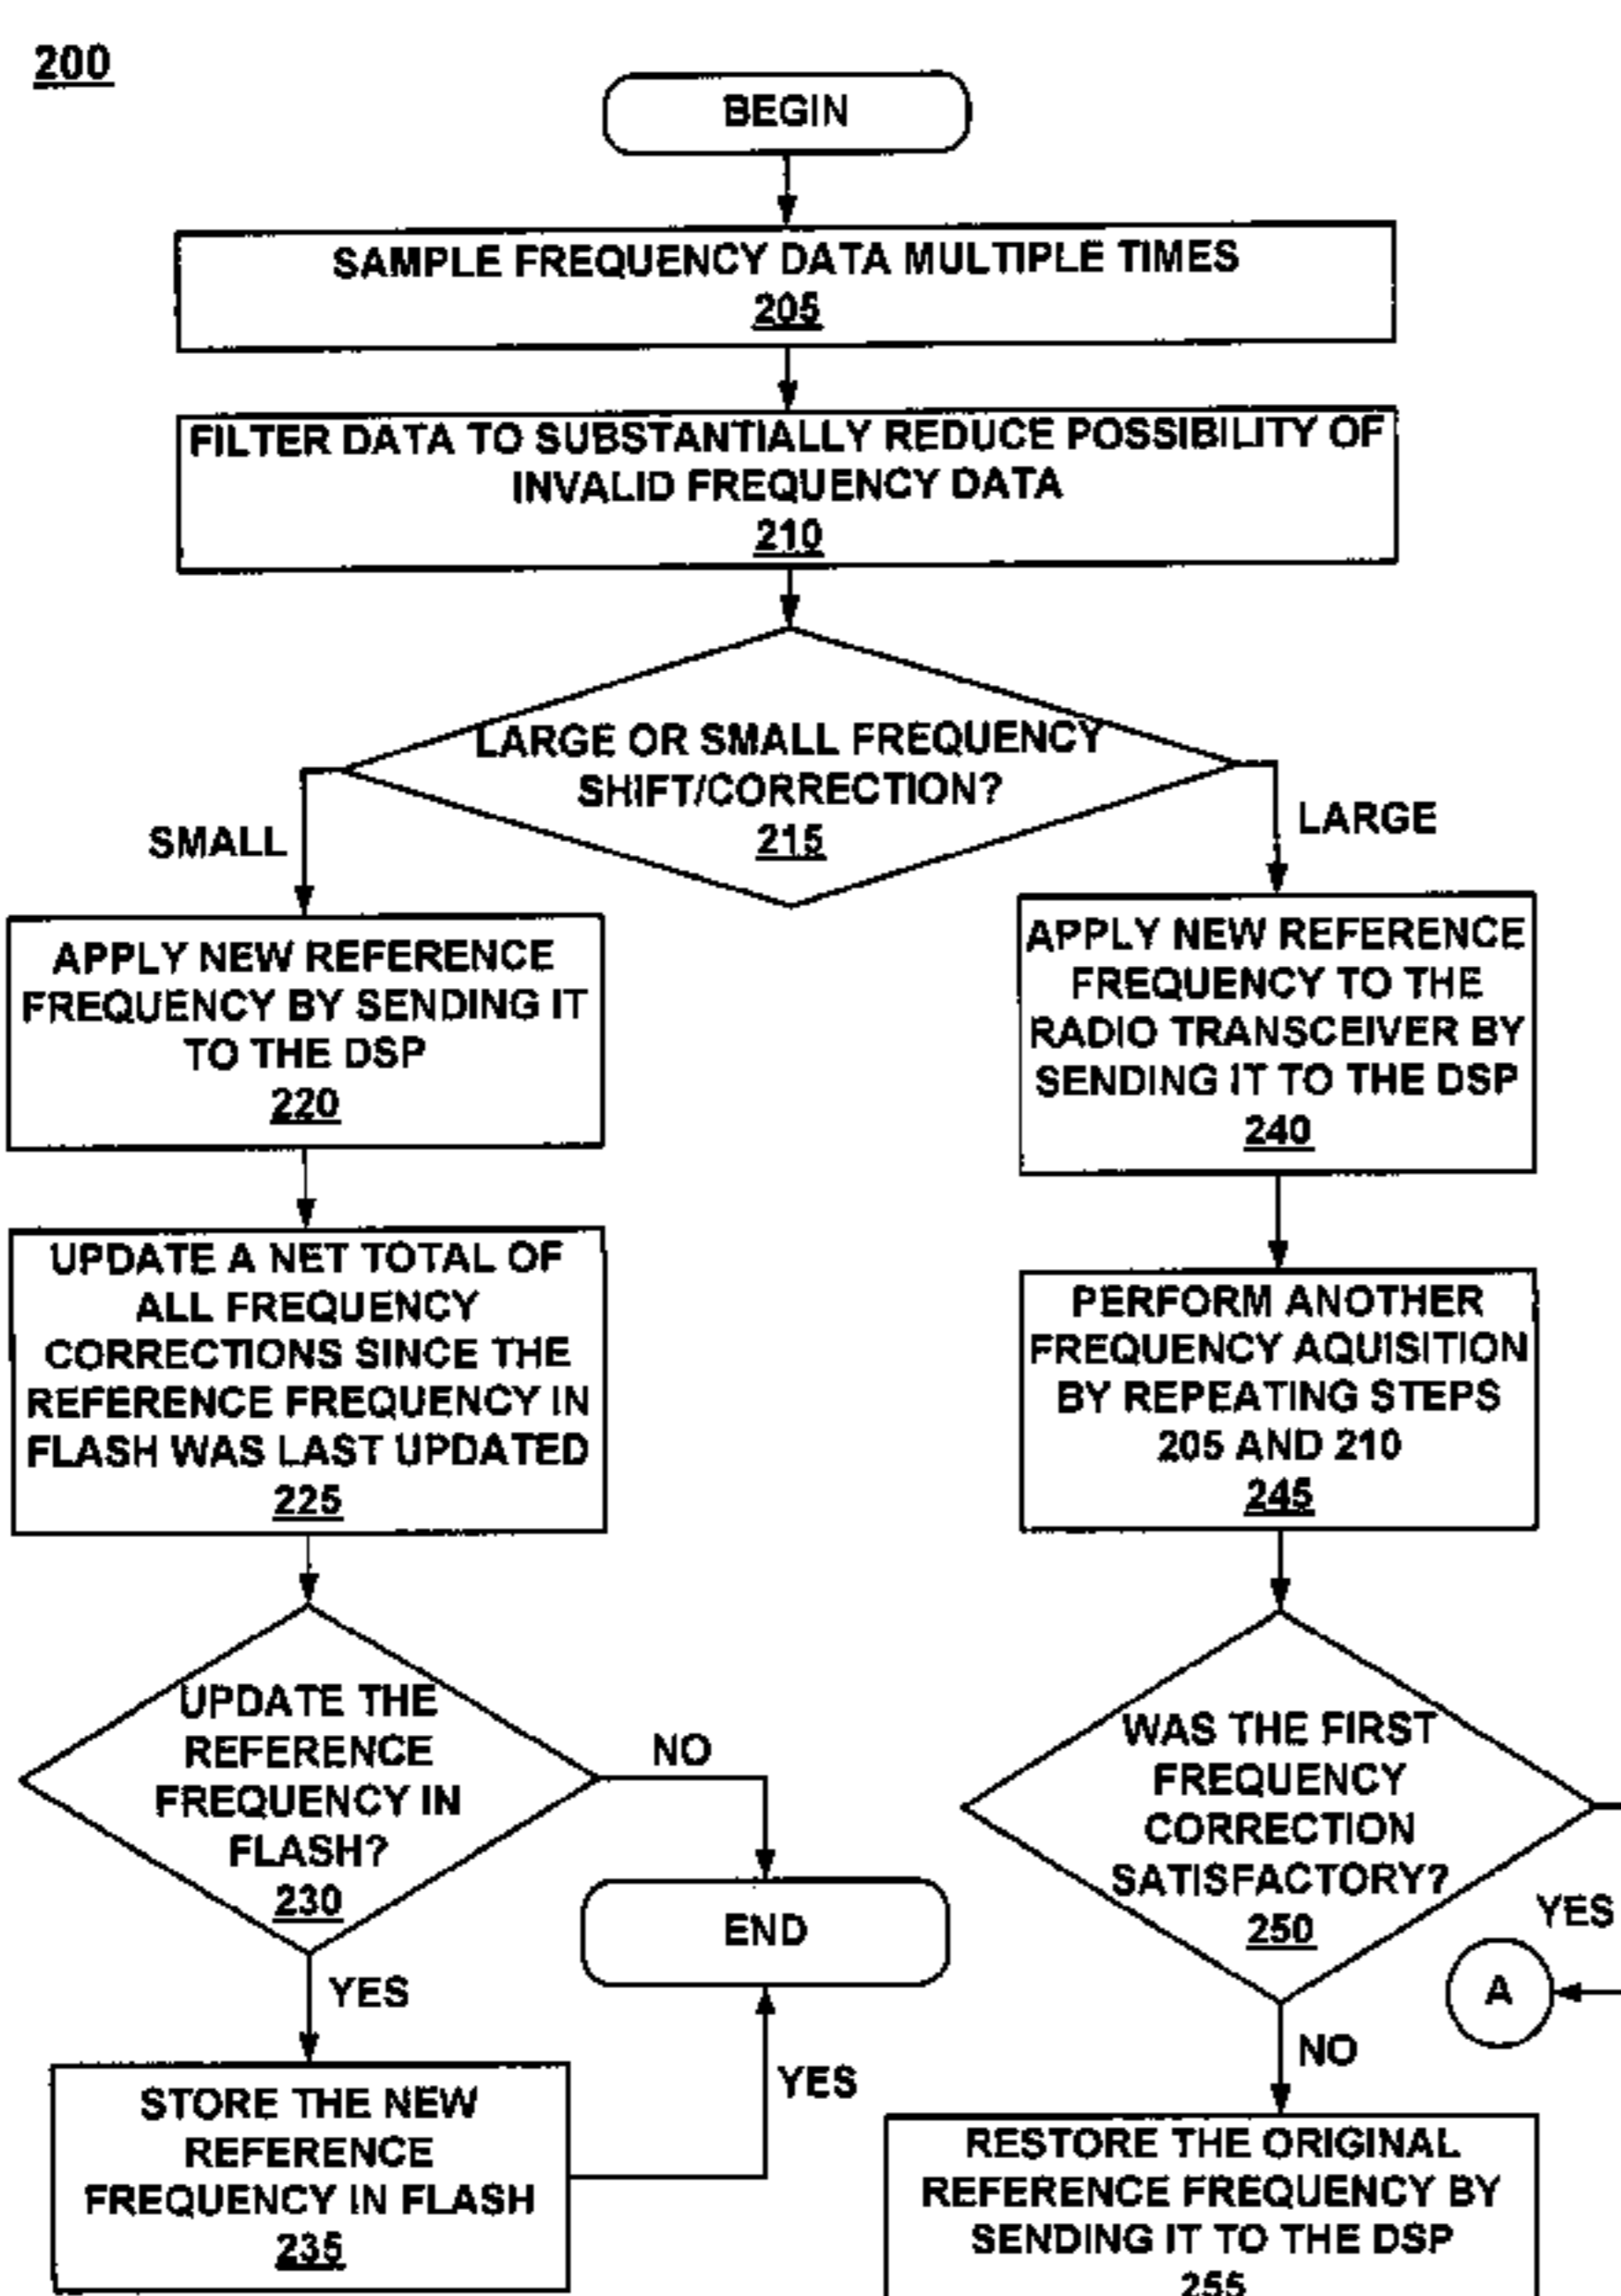 200
BEGIN
SAMPLE FREQUENCY DATA MULTIPLE TIMES
205
FILTER DATA TO SUBSTANTIALLY REDUCE POSSIBILITY OF
INVALID FREQUENCY DATA
210
LARGE OR SMALL FREQUENCY
SHIFT/CORRECTION?
215
SMALL
LARGE
APPLY NEW REFERENCE
FREQUENCY BY SENDING IT
TO THE DSP
220
APPLY NEW REFERENCE
FREQUENCY TO THE
RADIO TRANSCEIVER BY
SENDING IT TO THE DSP
240
UPDATE A NET TOTAL OF
ALL FREQUENCY
CORRECTIONS SINCE THE
REFERENCE FREQUENCY IN
FLASH WAS LAST UPDATED
225
PERFORM ANOTHER
FREQUENCY AQUISITION
BY REPEATING STEPS
205 AND 210
245
UPDATE THE
REFERENCE
FREQUENCY IN
FLASH?
230
NO
END
YES
WAS THE FIRST
FREQUENCY
CORRECTION
SATISFACTORY?
250
YES
A
NO
STORE THE NEW
REFERENCE
FREQUENCY IN FLASH
235
YES
RESTORE THE ORIGINAL
REFERENCE FREQUENCY BY
SENDING IT TO THE DSP
255